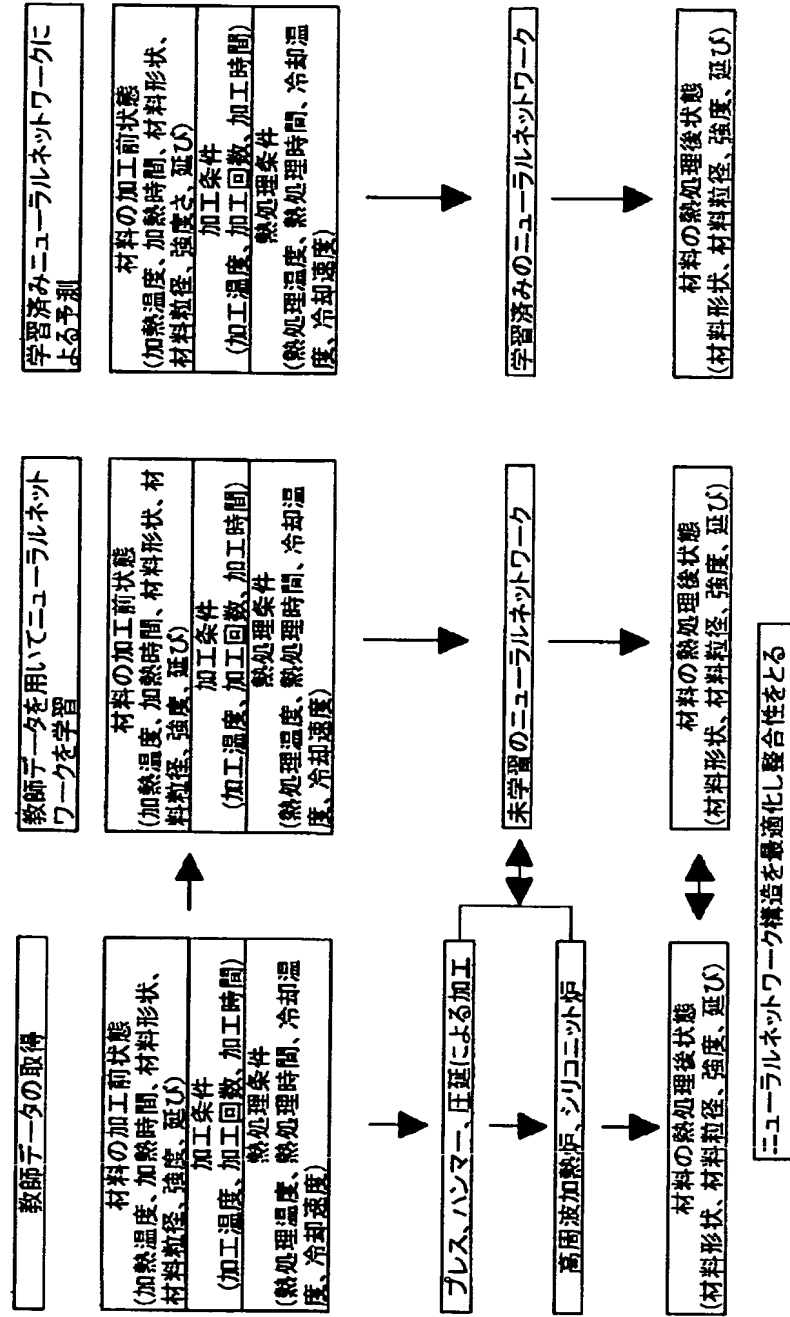 教師データの取得
材料の加工前状態
(加熱温度、加熱時間、材料形状、
材料粒径、強度、延び)
加工条件
(加工温度、加工回数、加工時間)
熱処理条件
(熱処理温度、熱処理時間、冷却温
度、冷却速度)
プレス、ハンマー、圧延による加工
高周波加熱炉、シリコニット炉
材料の熱処理後状態
(材料形状、材料粒径、強度、延び)
教師データを用いてニューラルネット
ワークを学習
材料の加工前状態
(加熱温度、加熱時間、材料形状、材
料粒径、強度、延び)
加工条件
(加工温度、加工回数、加工時間)
熱処理条件
(熱処理温度、熱処理時間、冷却温
度、冷却速度)
未学習のニューラルネットワーク
材料の熱処理後状態
(材料形状、材料粒径、強度、延び)
ニューラルネットワーク構造を最適化し整合性をとる
学習済みニューラルネットワークに
よる予測
材料の加工前状態
(加熱温度、加熱時間、材料形状、
材料粒径、強度さ、延び)
加工条件
(加工温度、加工回数、加工時間)
熱処理条件
(熱処理温度、熱処理時間、冷却温
度、冷却速度)
学習済みのニューラルネットワーク
材料の熱処理後状態
(材料形状、材料粒径、強度、延び)